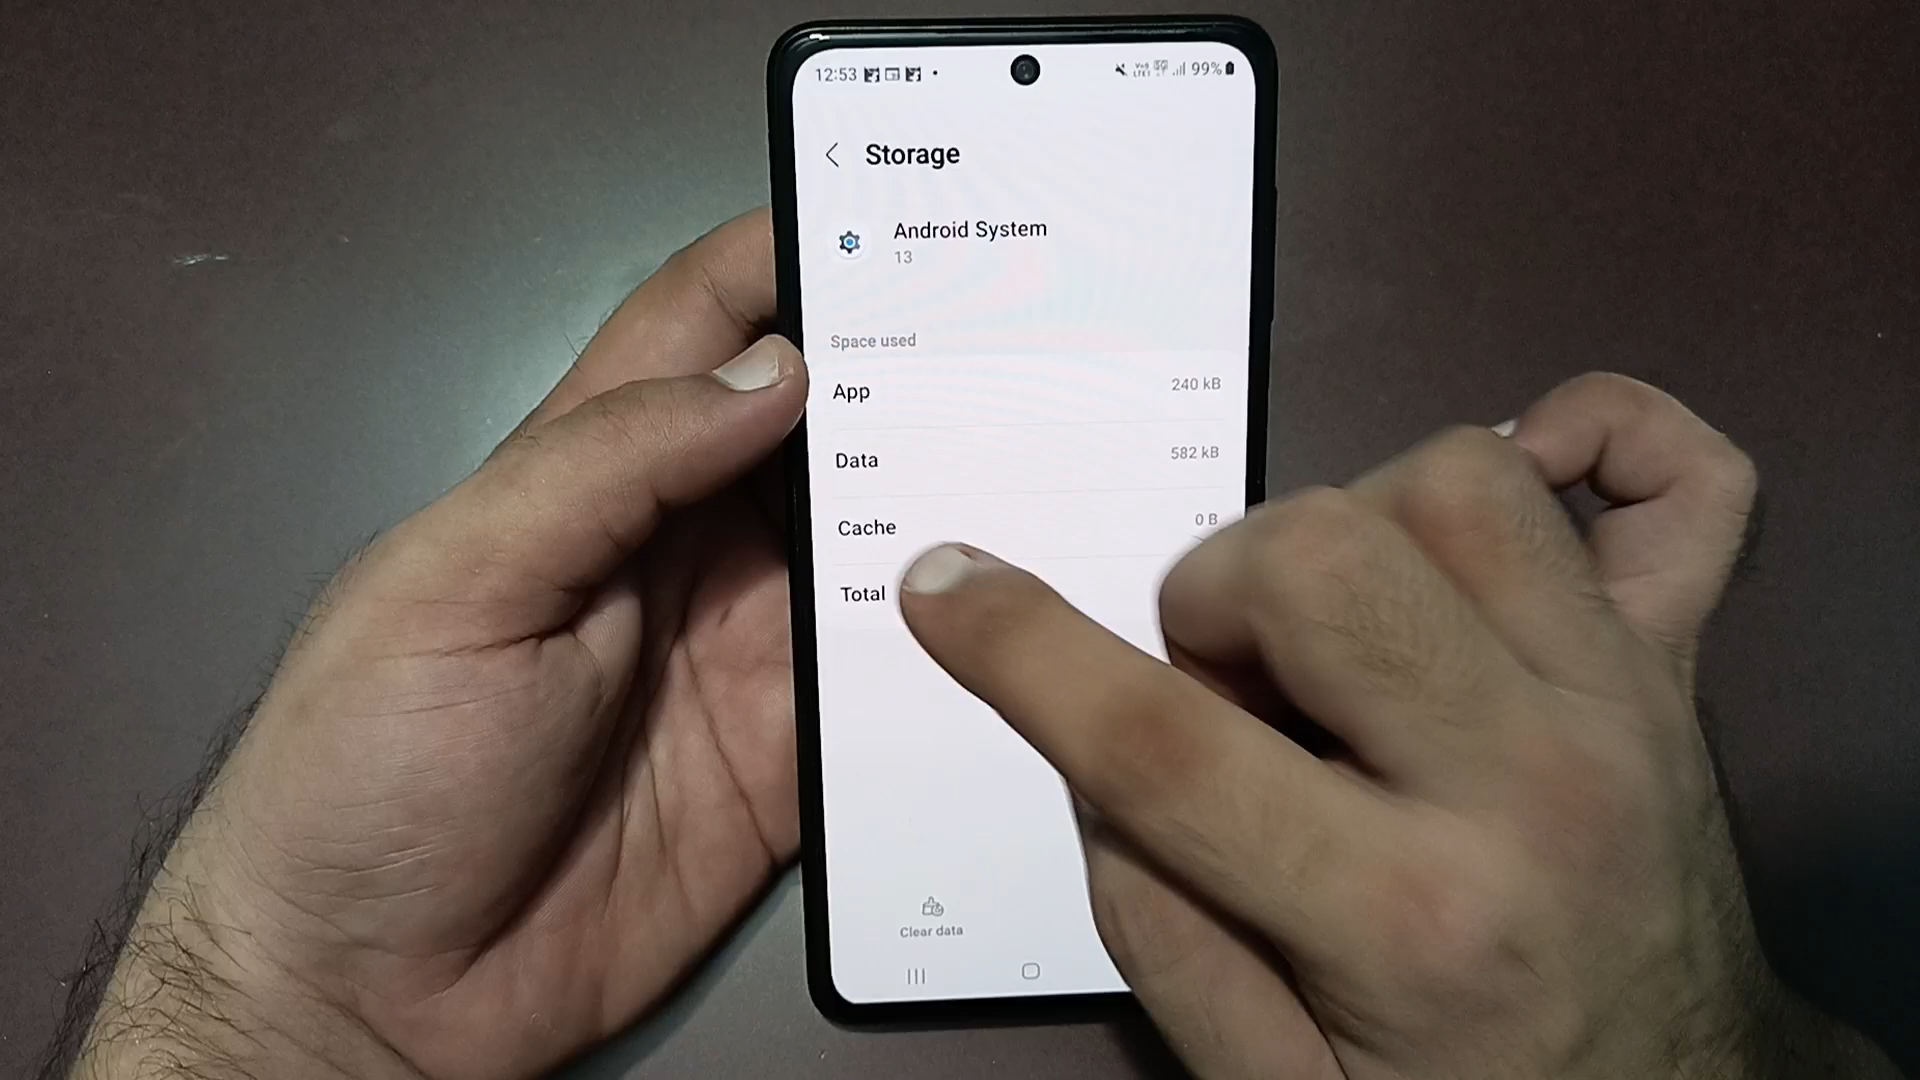 12:53
99%
Storage
Android System
13
Space used
App 240 kB
Data 582 kB
Cache 0 B
Total
Clear data